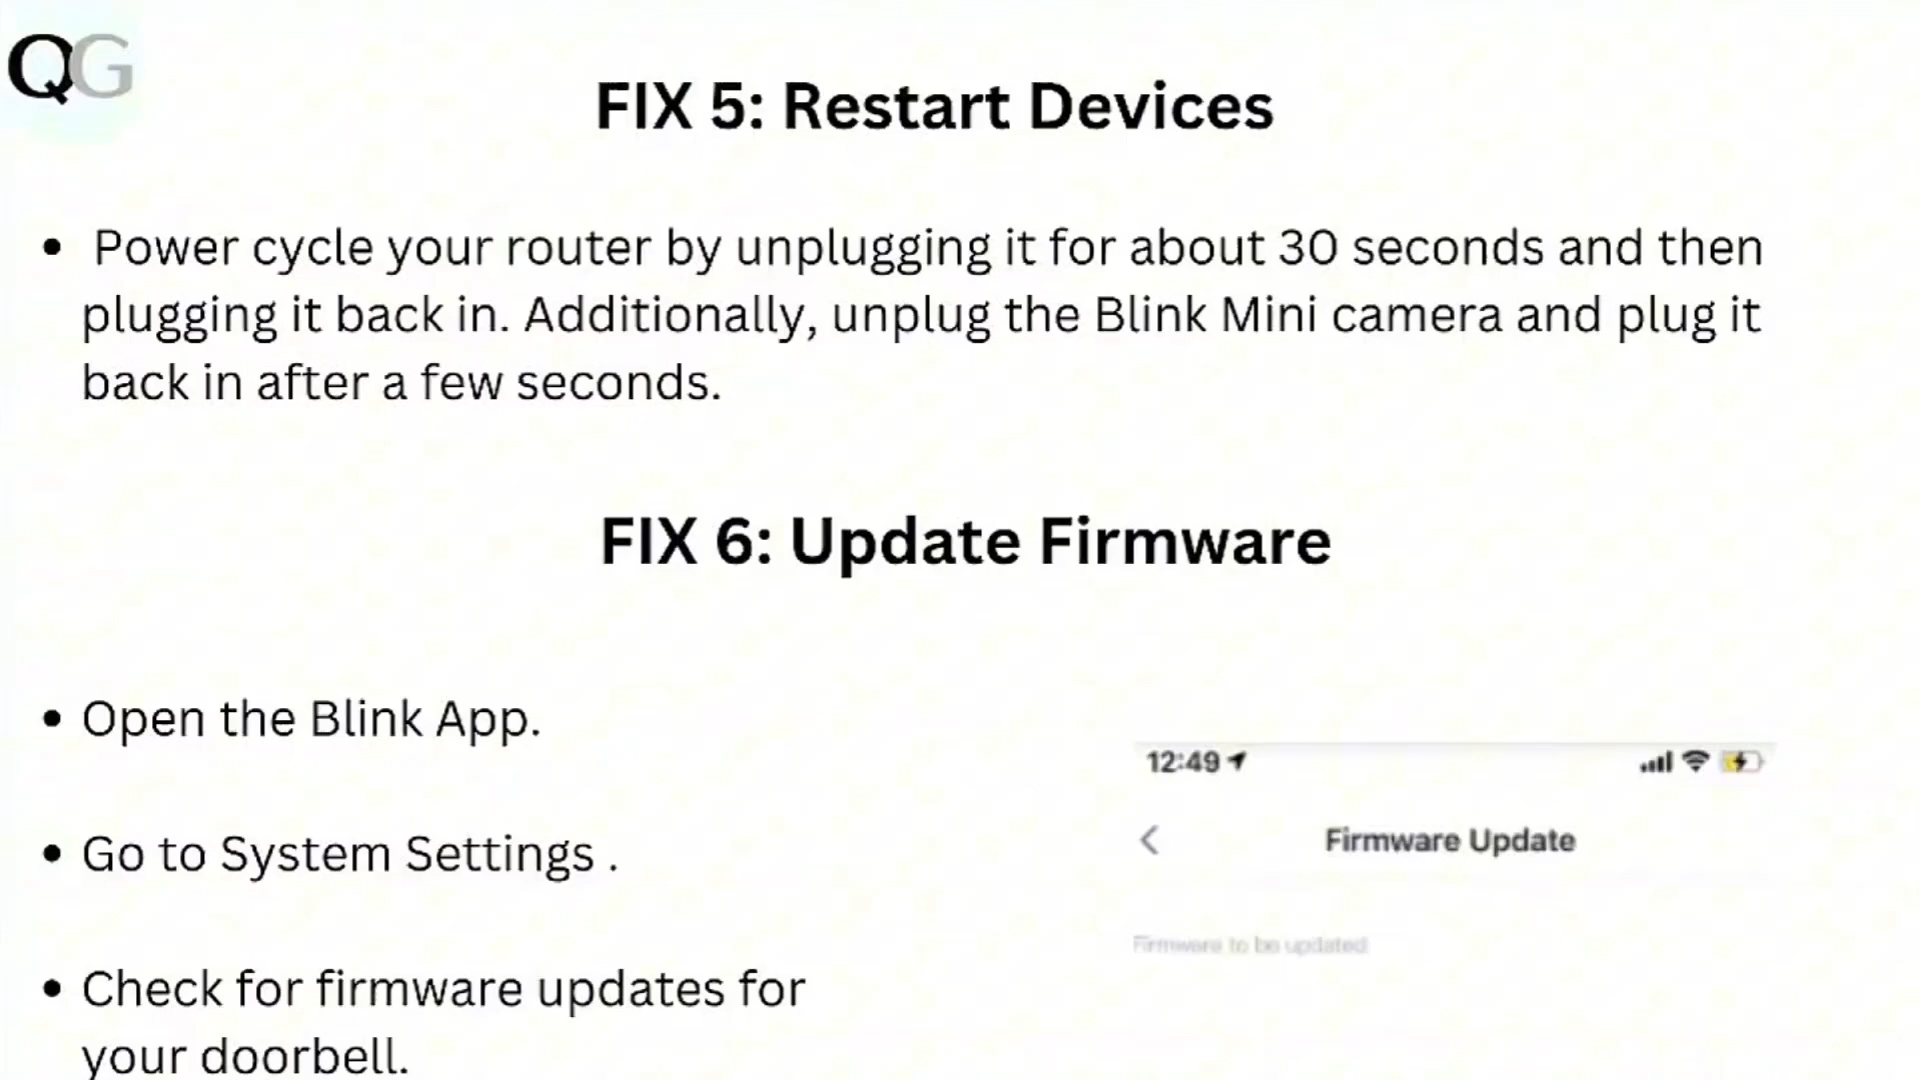 QG
FIX 5: Restart Devices
• Power cycle your router by unplugging it for about 30 seconds and then
plugging it back in. Additionally, unplug the Blink Mini camera and plug it
back in after a few seconds.
FIX 6: Update Firmware
• Open the Blink App.
12:49
• Go to System Settings .
Firmware Update
Firmware to be updated
• Check for firmware updates for
your doorbell.